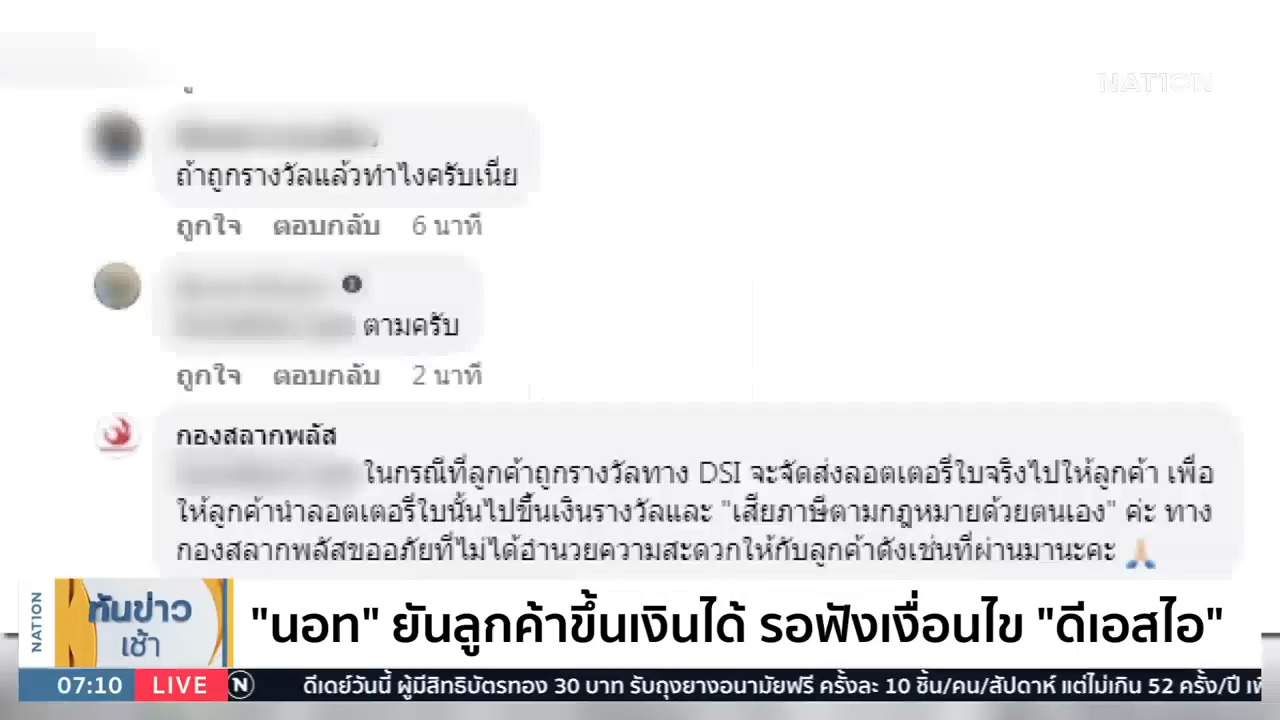 NATION
ถ้าถูกรางวัลแล้วทำไงครับเนี่ย
ถูกใจ ตอบกลับ 6 นาที
ตามครับ
ถูกใจ ตอบกลับ 2 นาที
กองสลากพลัส
ในกรณีที่ลูกค้าถูกรางวัลทาง DSI จะจัดส่งลอตเตอรี่ใบจริงไปให้ลูกค้า เพื่อ
ให้ลูกค้านำลอตเตอรี่ใบนั้นไปขึ้นเงินรางวัลและ "เสียภาษีตามกฎหมายด้วยตนเอง" ค่ะ ทาง
กองสลากพลัสขออภัยที่ไม่ได้อำนวยความสะดวกให้กับลูกค้าดังเช่นที่ผ่านมานะคะ 🙏🏻
NATION
ทันข่าว
เช้า
"นอท" ยันลูกค้าขึ้นเงินได้ รอฟังเงื่อนไข "ดีเอสไอ"
07:10 LIVE N ดีเดย์วันนี้ ผู้มีสิทธิบัตรทอง 30 บาท รับถุงยางอนามัยฟรี ครั้งละ 10 ชิ้น/คน/สัปดาห์ แต่ไม่เกิน 52 ครั้ง/ปี